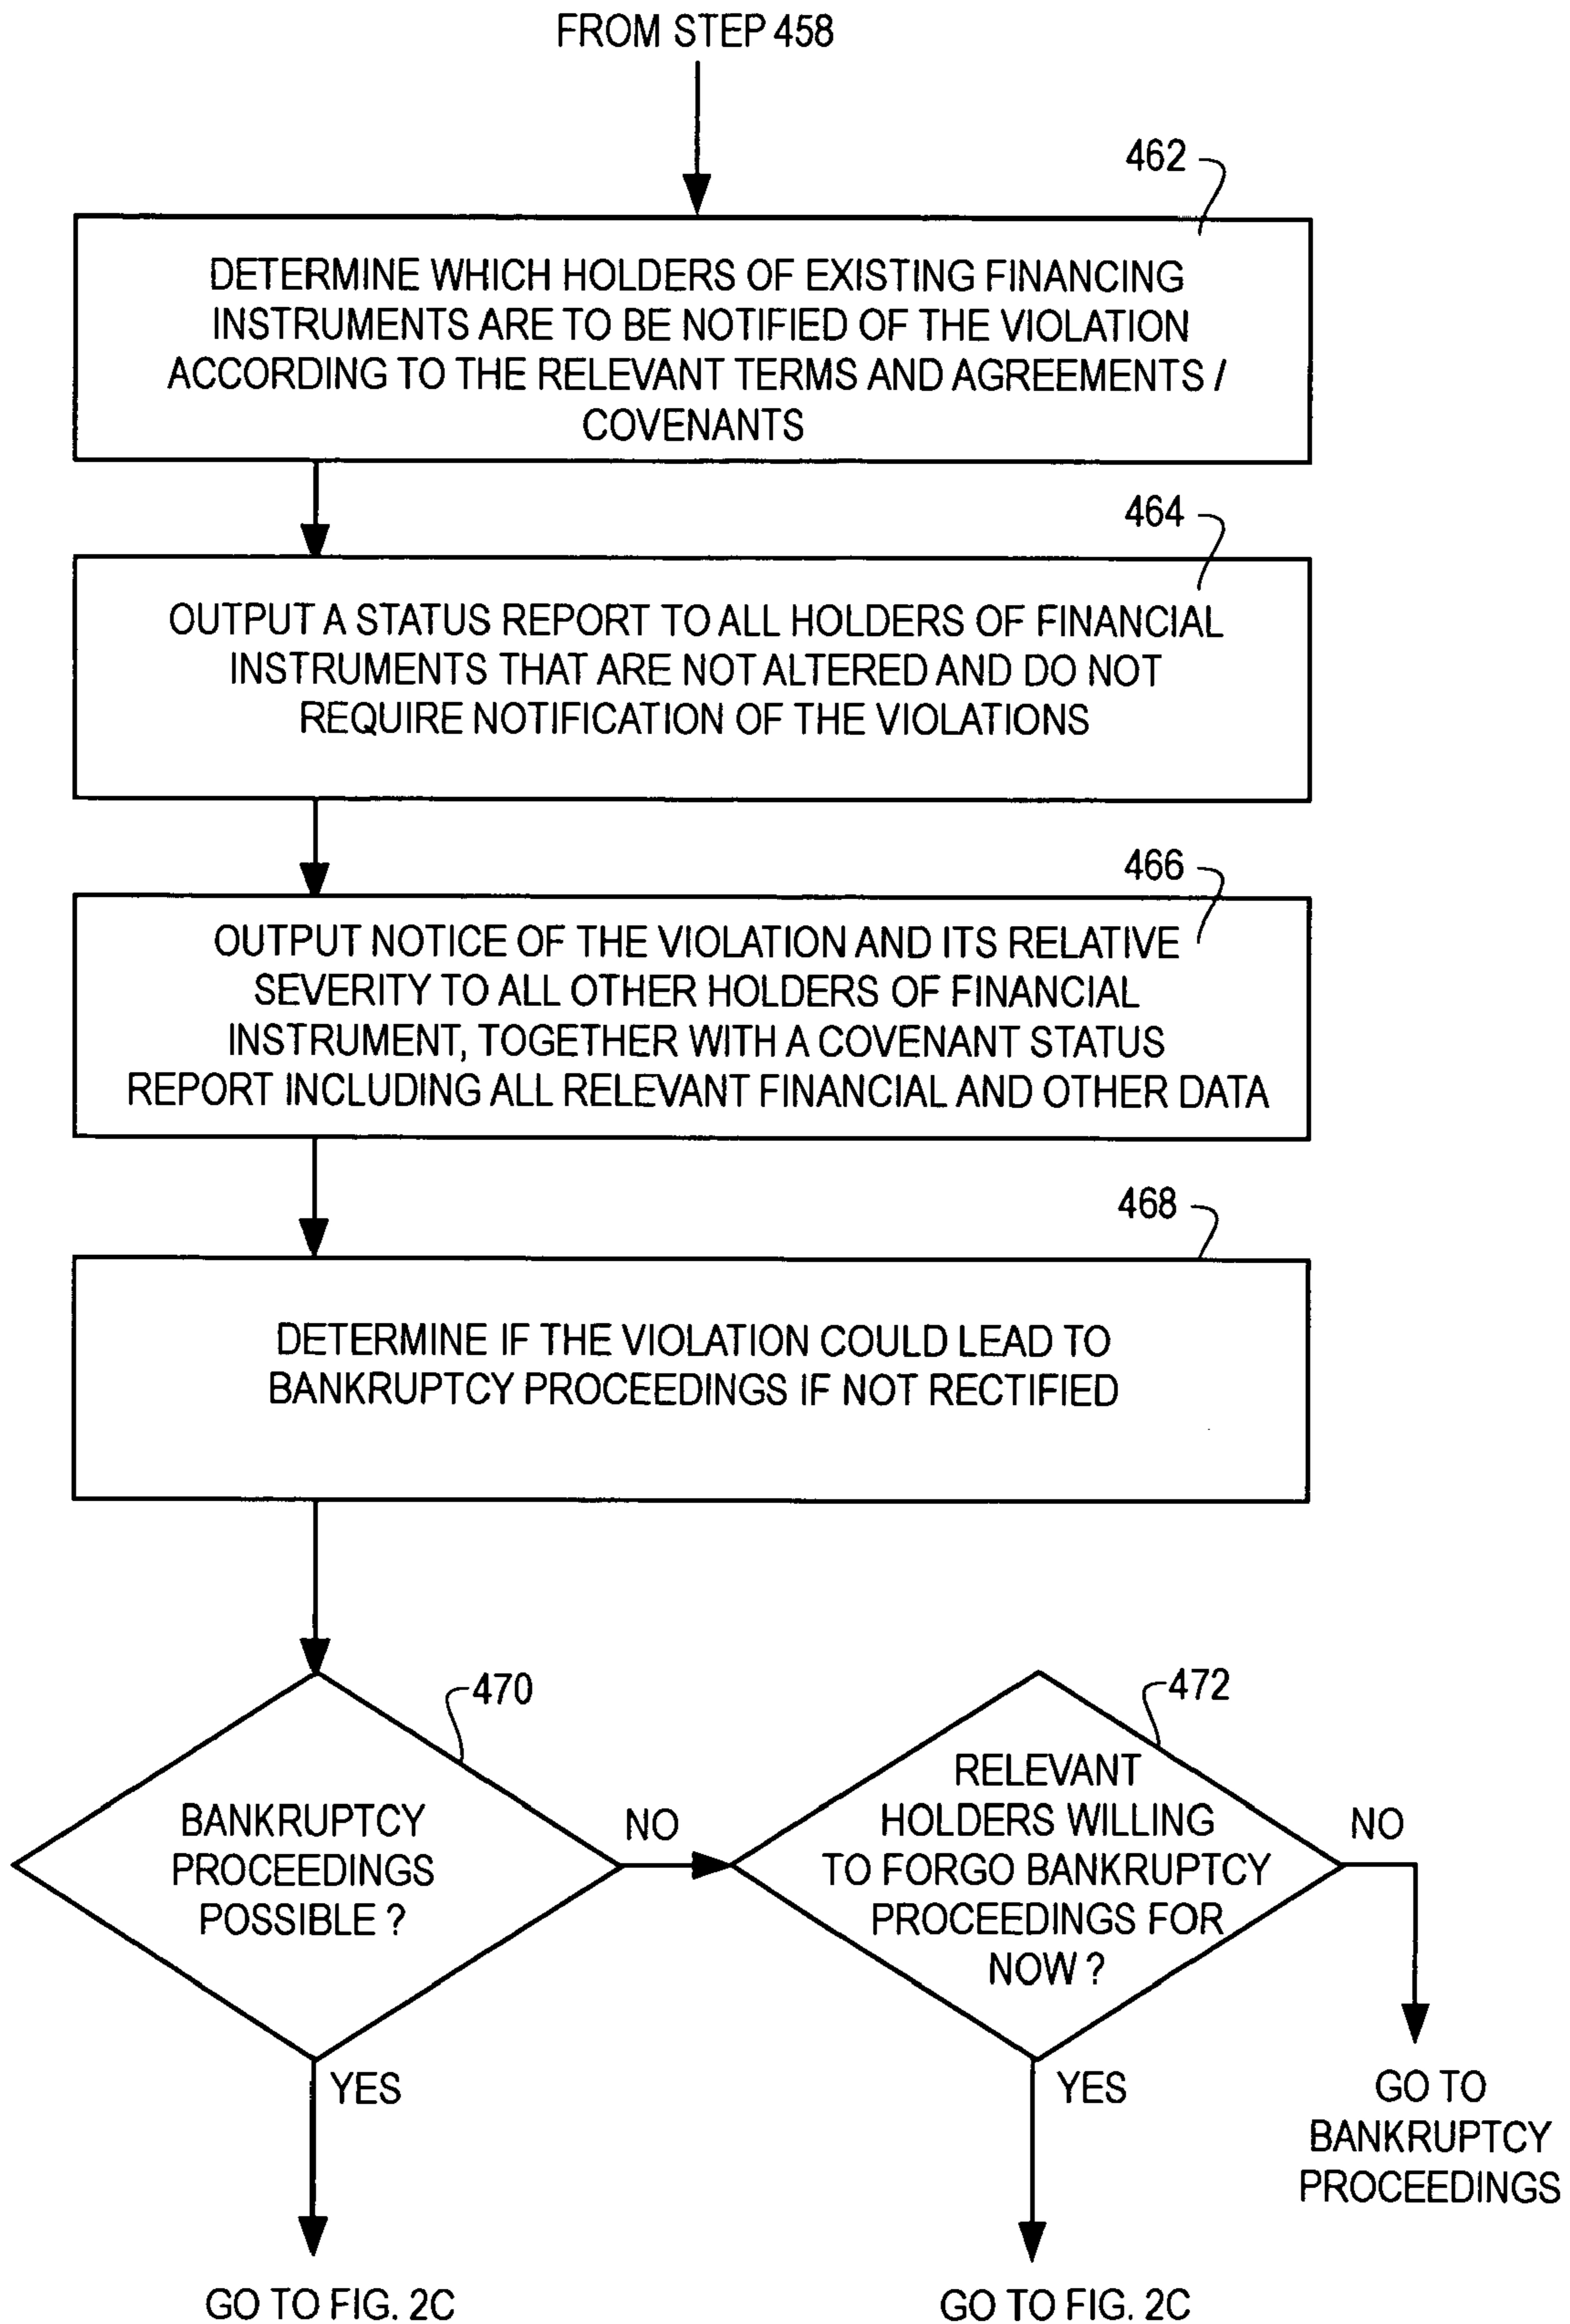 FROM STEP 458
462
DETERMINE WHICH HOLDERS OF EXISTING FINANCING
INSTRUMENTS ARE TO BE NOTIFIED OF THE VIOLATION
ACCORDING TO THE RELEVANT TERMS AND AGREEMENTS /
COVENANTS
464
OUTPUT A STATUS REPORT TO ALL HOLDERS OF FINANCIAL
INSTRUMENTS THAT ARE NOT ALTERED AND DO NOT
REQUIRE NOTIFICATION OF THE VIOLATIONS
466
OUTPUT NOTICE OF THE VIOLATION AND ITS RELATIVE
SEVERITY TO ALL OTHER HOLDERS OF FINANCIAL
INSTRUMENT, TOGETHER WITH A COVENANT STATUS
REPORT INCLUDING ALL RELEVANT FINANCIAL AND OTHER DATA
468
DETERMINE IF THE VIOLATION COULD LEAD TO
BANKRUPTCY PROCEEDINGS IF NOT RECTIFIED
470
BANKRUPTCY
PROCEEDINGS
POSSIBLE ?
NO
YES
GO TO FIG. 2C
472
RELEVANT
HOLDERS WILLING
TO FORGO BANKRUPTCY
PROCEEDINGS FOR
NOW ?
NO
YES
GO TO FIG. 2C
GO TO
BANKRUPTCY
PROCEEDINGS